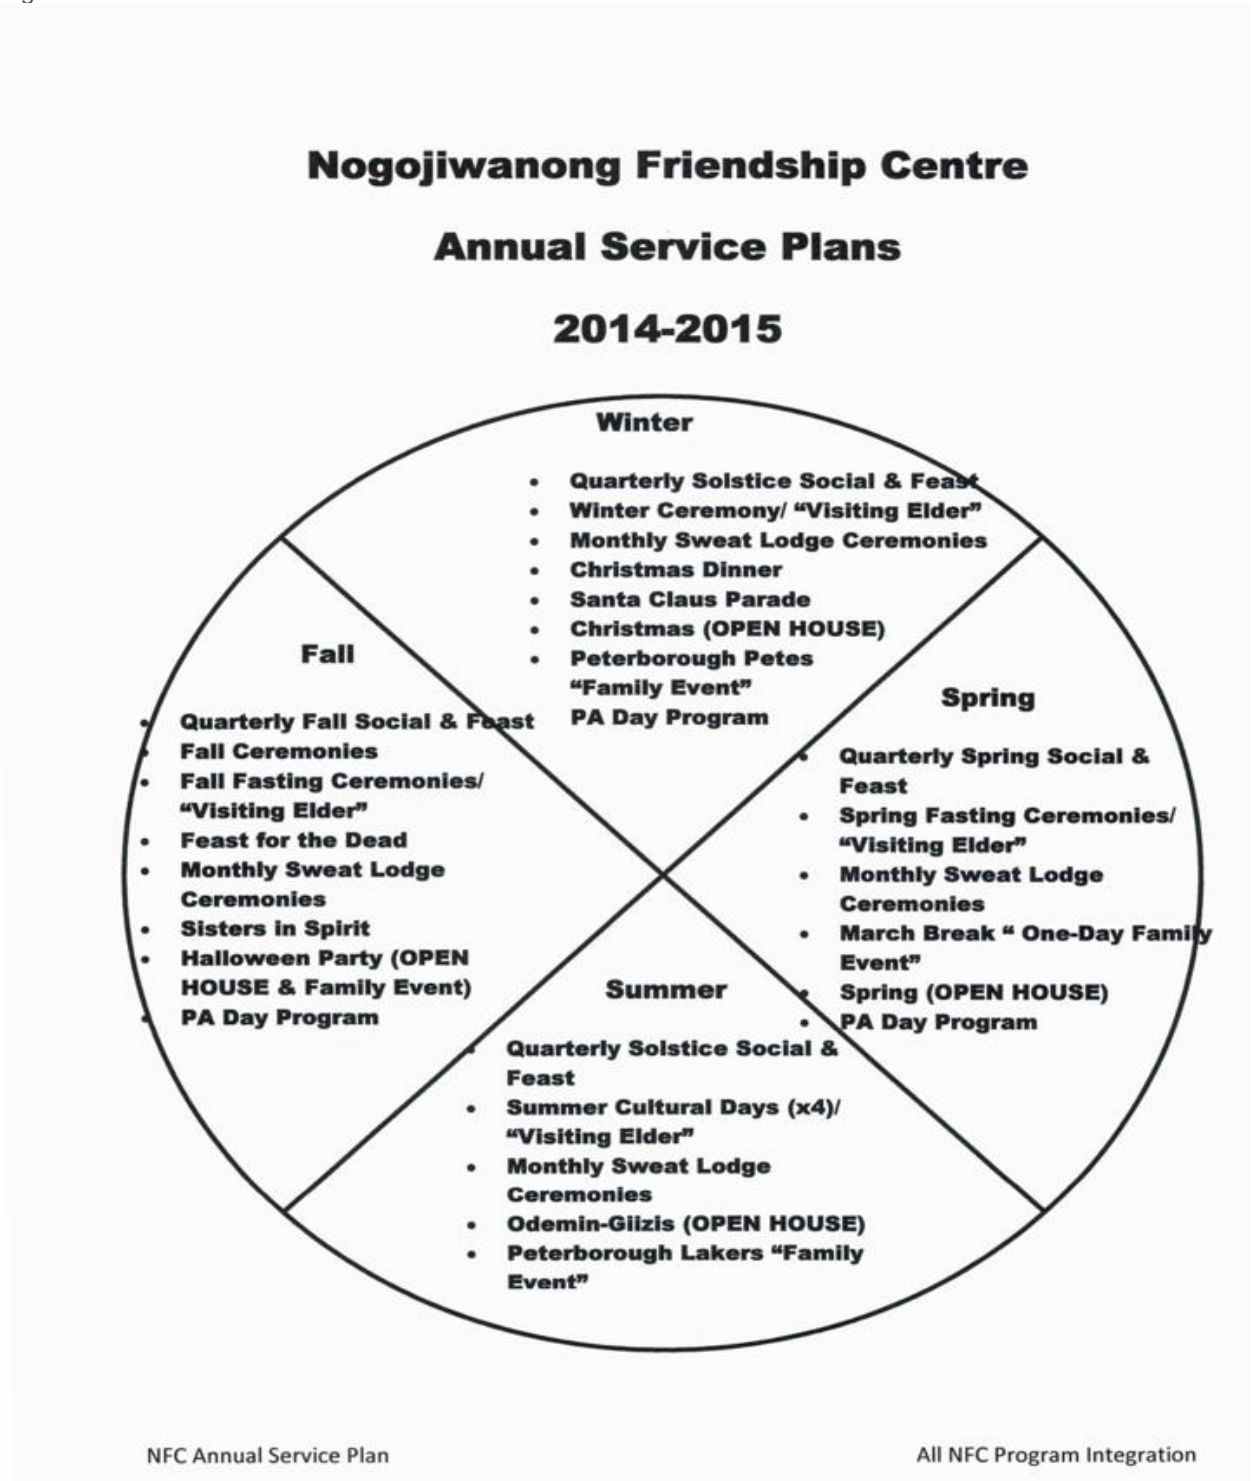 Nogojiwanong Friendship Centre
Annual Service Plans
2014-2015
Winter
• Quarterly Solstice Social & Feast
• Winter Ceremony/ “Visiting Elder”
• Monthly Sweat Lodge Ceremonies
• Christmas Dinner
• Santa Claus Parade
• Christmas (OPEN HOUSE)
• Peterborough Petes
“Family Event”
PA Day Program
Fall
• Quarterly Fall Social & Feast
• Fall Ceremonies
• Fall Fasting Ceremonies/
“Visiting Elder”
• Feast for the Dead
• Monthly Sweat Lodge
Ceremonies
• Sisters in Spirit
• Halloween Party (OPEN
HOUSE & Family Event)
• PA Day Program
Spring
• Quarterly Spring Social &
Feast
• Spring Fasting Ceremonies/
“Visiting Elder”
• Monthly Sweat Lodge
Ceremonies
• March Break “ One-Day Family
Event”
• Spring (OPEN HOUSE)
• PA Day Program
Summer
• Quarterly Solstice Social &
Feast
• Summer Cultural Days (x4)/
“Visiting Elder”
• Monthly Sweat Lodge
Ceremonies
• Odemin-Giizis (OPEN HOUSE)
• Peterborough Lakers “Family
Event”
NFC Annual Service Plan
All NFC Program Integration